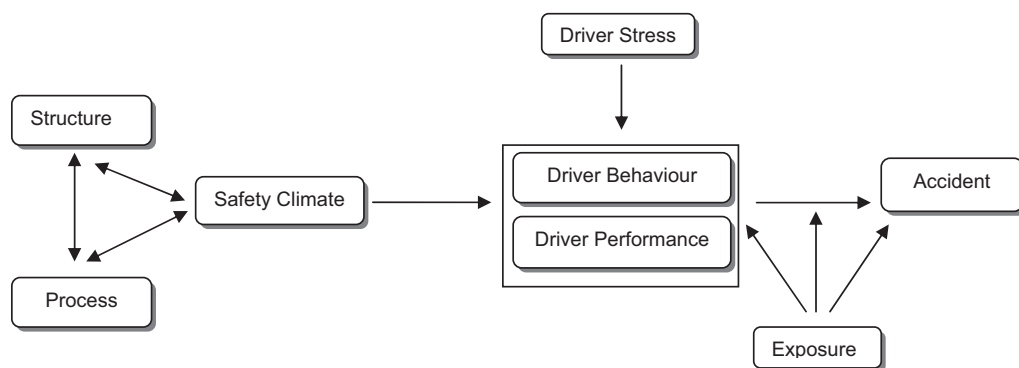 Driver Stress
Structure
Driver Behaviour
Accident
Safety Climate
Driver Performance
Process
Exposure